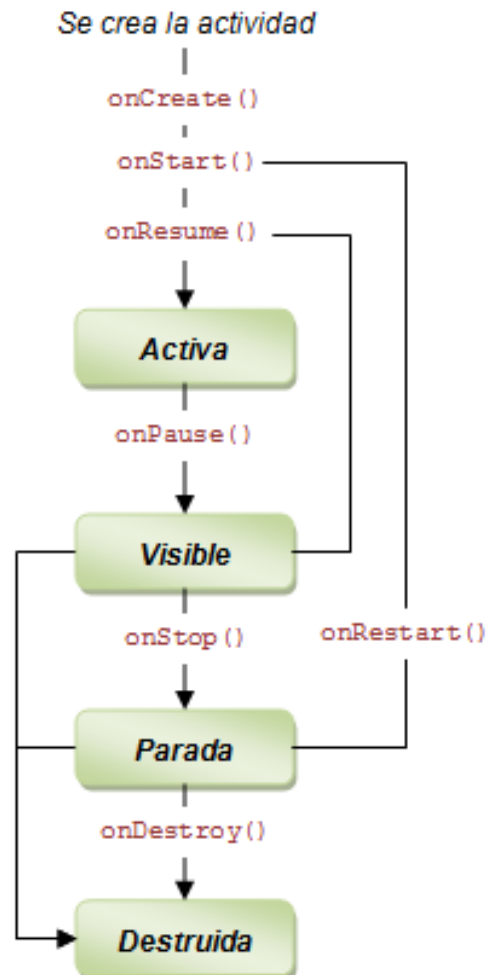 Se crea la actividad
onCreate()
onStart()
onResume()
Activa
onPause()
Visible
onStop()
onRestart()
Parada
onDestroy()
Destruida